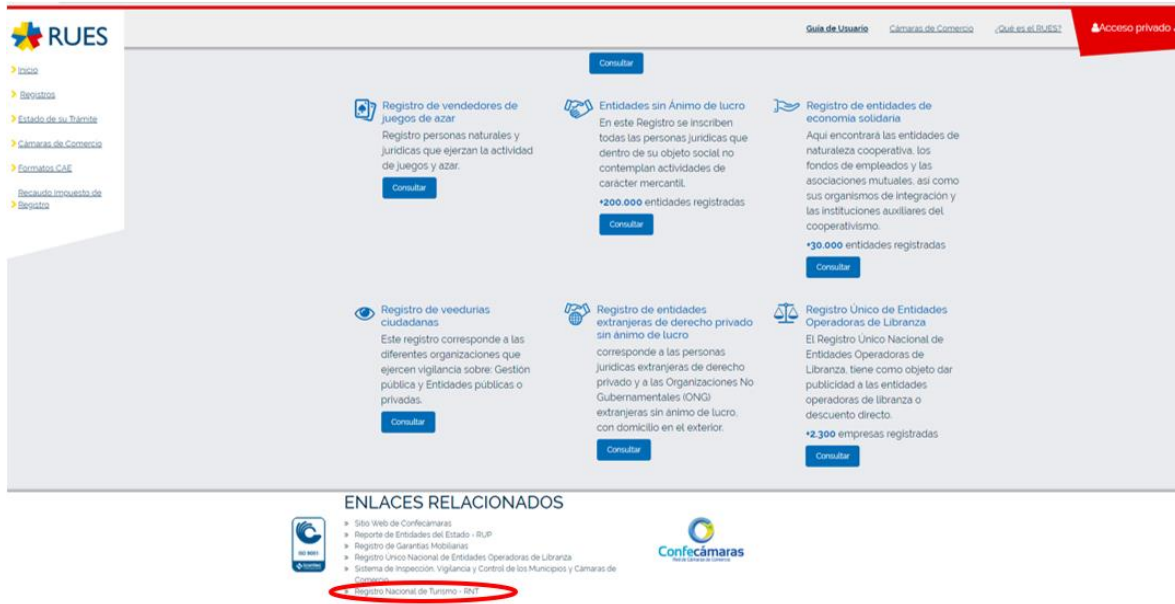 RUES
Guía de Usuario
Cámaras de Comercio
¿Qué es el RUES?
Acceso privado
Inicio
Registros
Estado de su Trámite
Cámaras de Comercio
Formatos CAE
Recaudo Impuesto de
Registro
Consultar
Registro de vendedores de
juegos de azar
Registro personas naturales y
jurídicas que ejerzan la actividad
de juegos y azar.
Consultar
Entidades sin Ánimo de lucro
En este Registro se inscriben
todas las personas jurídicas que
dentro de su objeto social no
contemplan actividades de
carácter mercantil.
+200.000 entidades registradas
Consultar
Registro de entidades de
economía solidaria
Aquí encontrará las entidades de
naturaleza cooperativa, los
fondos de empleados y las
asociaciones mutuales, así como
sus organismos de integración y
las instituciones auxiliares del
cooperativismo.
+30.000 entidades registradas
Consultar
Registro de veedurías
ciudadanas
Este registro corresponde a las
diferentes organizaciones que
ejercen vigilancia sobre: Gestión
pública y Entidades públicas o
privadas.
Consultar
Registro de entidades
extranjeras de derecho privado
sin ánimo de lucro
corresponde a las personas
jurídicas extranjeras de derecho
privado y a las Organizaciones No
Gubernamentales (ONG)
extranjeras sin ánimo de lucro,
con domicilio en el exterior.
Consultar
Registro Único de Entidades
Operadoras de Libranza
El Registro Único Nacional de
Entidades Operadoras de
Libranza, tiene como objeto dar
publicidad a las entidades
operadoras de libranza o
descuento directo.
+2.300 empresas registradas
Consultar
ENLACES RELACIONADOS
» Sitio Web de Confecámaras
» Reporte de Entidades del Estado - RUP
» Registro de Garantías Mobiliarias
» Registro Único Nacional de Entidades Operadoras de Libranza
» Sistema de Inspección, Vigilancia y Control de los Municipios y Cámaras de
Comercio
» Registro Nacional de Turismo - RNT
ISO 9001
icontec
Confecámaras
Red de Cámaras de Comercio